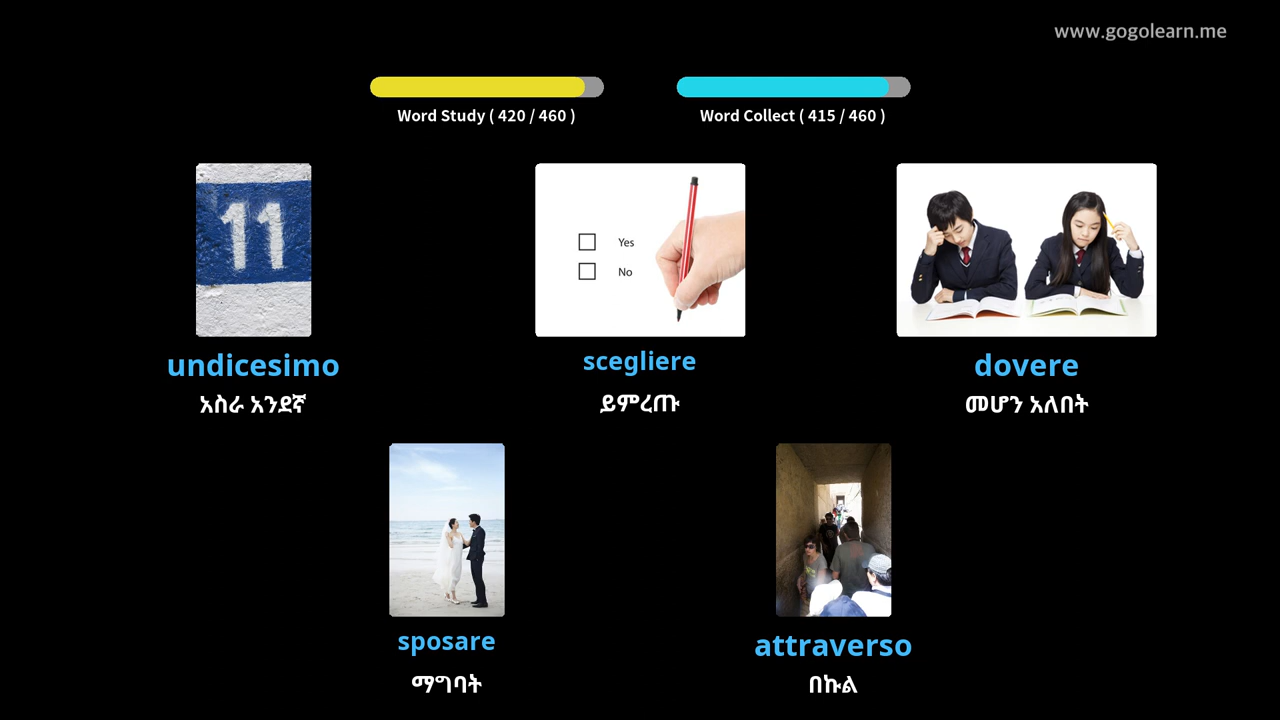 www.gogolearn.me
Word Study ( 420 / 460 )
Word Collect ( 415 / 460 )
11
Yes
No
undicesimo
scegliere
dovere
አስራ አንደኛ
ይምረጡ
መሆን አለበት
sposare
attraverso
ማግባት
በኩል